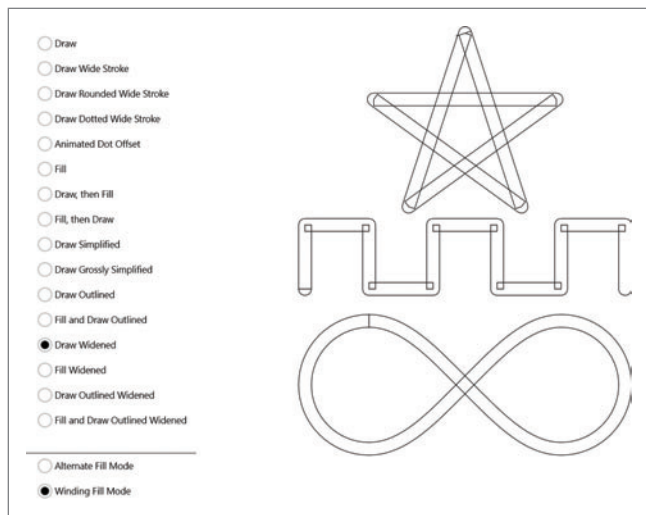 Draw
Draw Wide Stroke
Draw Rounded Wide Stroke
Draw Dotted Wide Stroke
Animated Dot Offset
Fill
Draw, then Fill
Fill, then Draw
Draw Simplified
Draw Grossly Simplified
Draw Outlined
Fill and Draw Outlined
Draw Widened
Fill Widened
Draw Outlined Widened
Fill and Draw Outlined Widened
Alternate Fill Mode
Winding Fill Mode